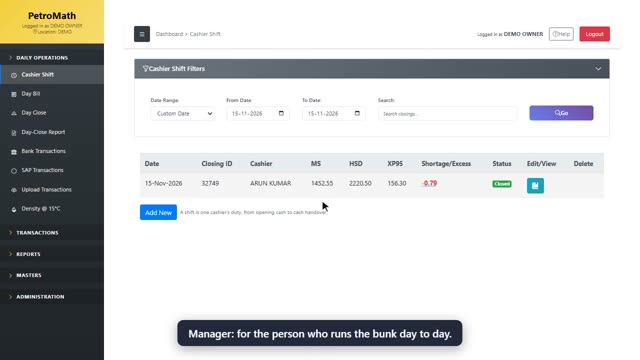 PetroMath
Logged in as DEMO OWNER
Location: DEMO
DAILY OPERATIONS
Cashier Shift
Day Bill
Day Close
Day-Close Report
Bank Transactions
SAP Transactions
Upload Transactions
Density @ 15°C
TRANSACTIONS
REPORTS
MASTERS
ADMINISTRATION
Dashboard > Cashier Shift
Logged in as DEMO OWNER
Help
Logout
Cashier Shift Filters
Date Range: From Date: To Date: Search:
Custom Date 15-11-2026 15-11-2026 Search closings... Go
Date Closing ID Cashier MS HSD XP95 Shortage/Excess Status Edit/View Delete
15-Nov-2026 32749 ARUN KUMAR 1452.55 2220.50 156.30 -0.79 Closed
Add New A shift is one cashier's duty, from opening cash to cash handover.
Manager: for the person who runs the bunk day to day.